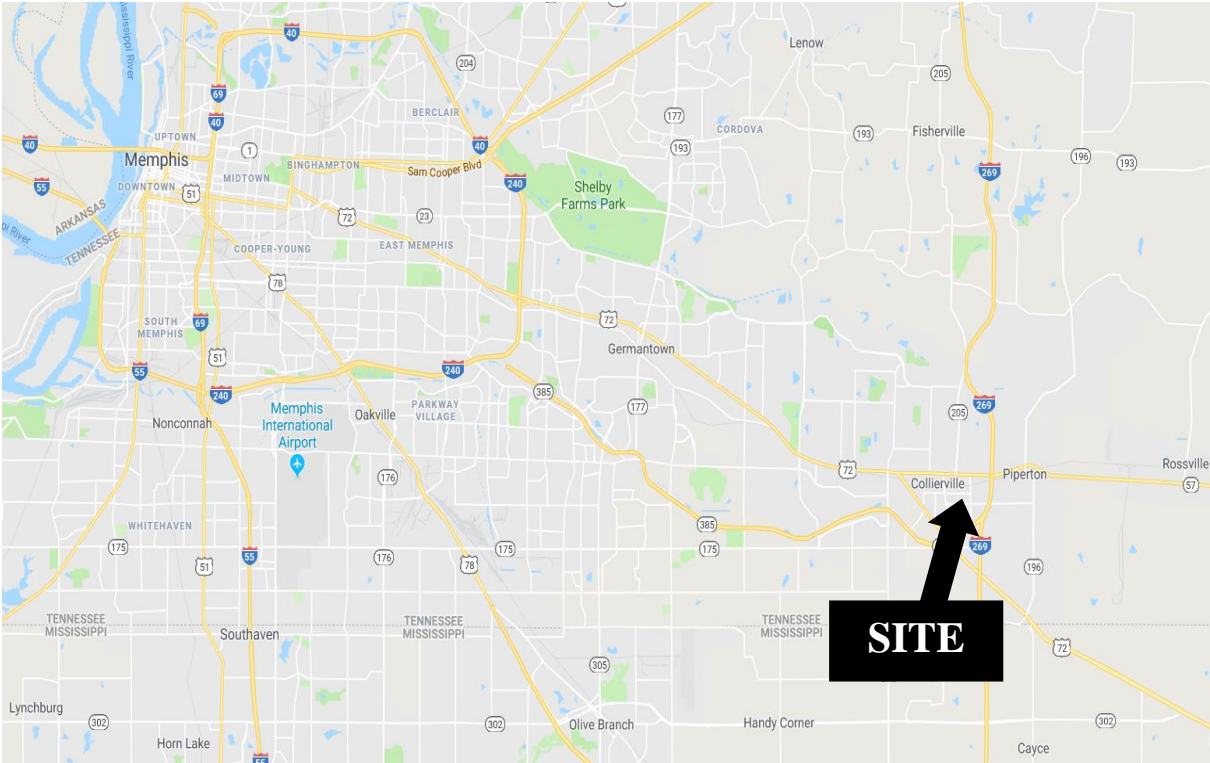 Mississippi River
40
Lenow
204
205
69
40
BERCLAIR
177
CORDOVA
193
Fisherville
40
UPTOWN
1
40
193
196
193
Memphis
BINGHAMPTON
Sam Cooper Blvd
269
55
MIDTOWN
240
DOWNTOWN
51
Shelby
Farms Park
72
23
ARKANSAS
TENNESSEE
pi River
COOPER-YOUNG
EAST MEMPHIS
78
SOUTH
MEMPHIS
69
72
51
Germantown
55
240
240
385
269
205
Memphis
International
Airport
Oakville
PARKWAY
VILLAGE
177
Nonconnah
176
72
Collierville
Piperton
Rossville
57
WHITEHAVEN
385
175
51
55
176
175
78
175
269
196
TENNESSEE
MISSISSIPPI
TENNESSEE
MISSISSIPPI
TENNESSEE
MISSISSIPPI
SITE
Southaven
305
72
Lynchburg
302
302
Olive Branch
Handy Corner
302
Horn Lake
Cayce
55